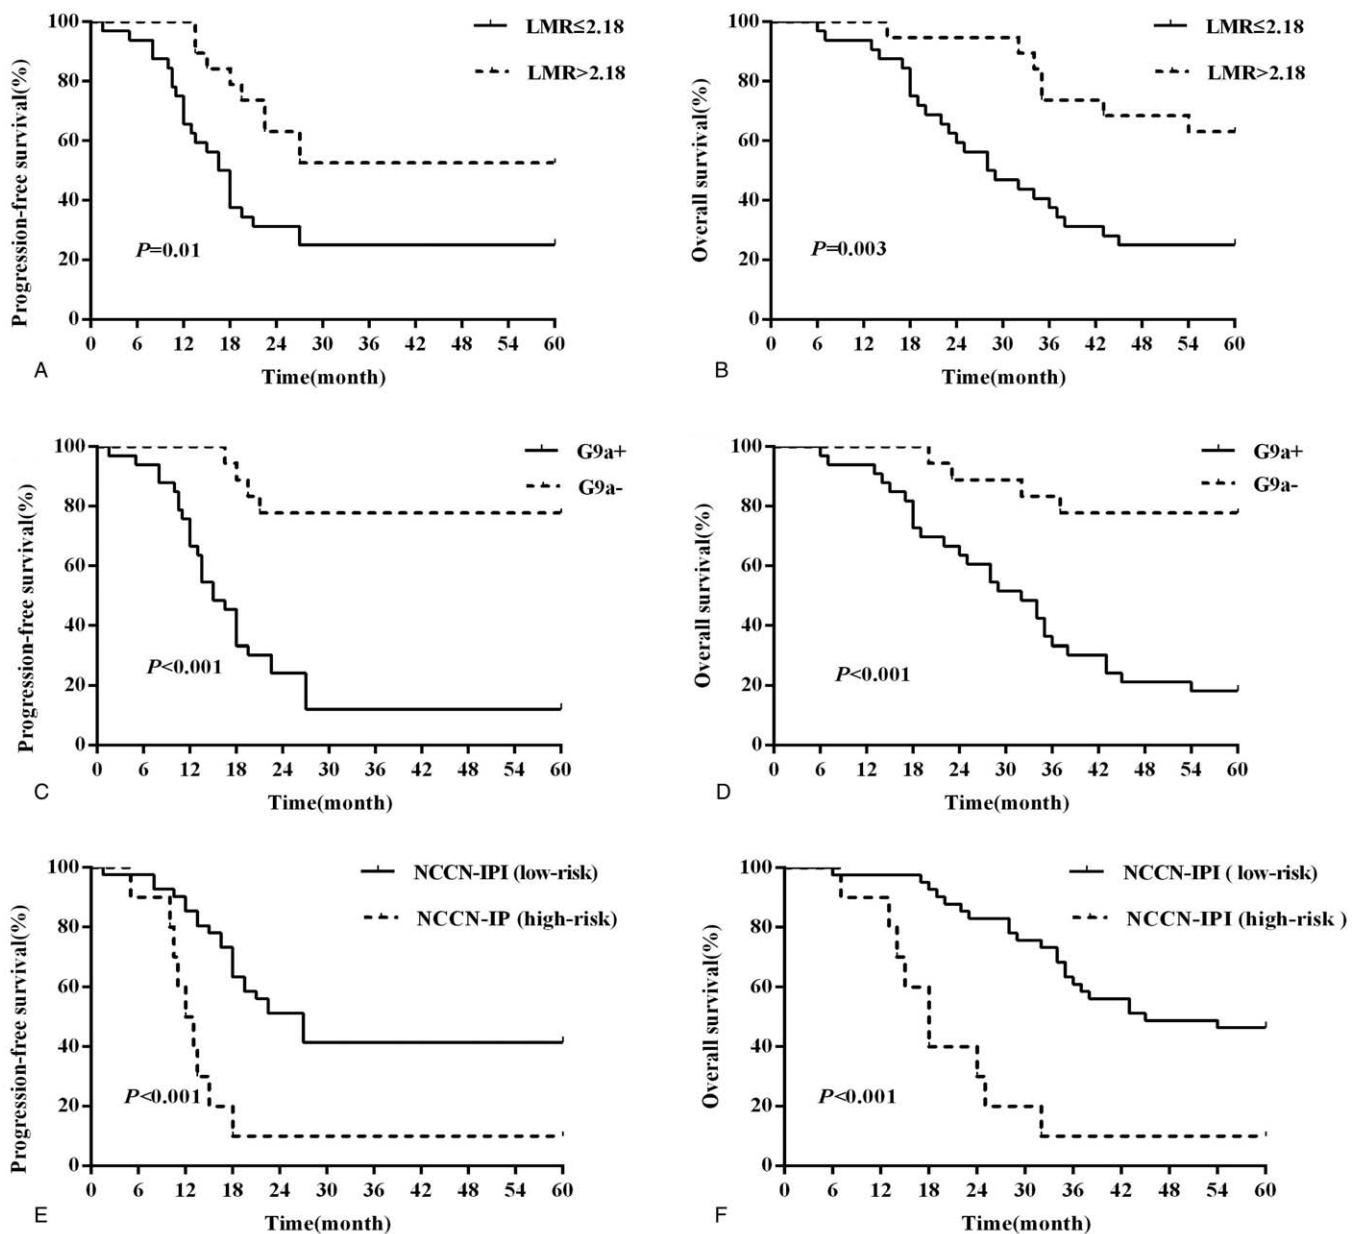 LMR≤2.18
LMR>2.18
Progression-free survival(%)
100
80
60
40
20
0
P=0.01
0 6 12 18 24 30 36 42 48 54 60
Time(month)
A
LMR≤2.18
LMR>2.18
Overall survival(%)
100
80
60
40
20
0
P=0.003
0 6 12 18 24 30 36 42 48 54 60
Time(month)
B
G9a+
G9a-
Progression-free survival(%)
100
80
60
40
20
0
P<0.001
0 6 12 18 24 30 36 42 48 54 60
Time(month)
C
G9a+
G9a-
Overall survival(%)
100
80
60
40
20
0
P<0.001
0 6 12 18 24 30 36 42 48 54 60
Time(month)
D
NCCN-IPI (low-risk)
NCCN-IP (high-risk)
Progression-free survival(%)
100
80
60
40
20
0
P<0.001
0 6 12 18 24 30 36 42 48 54 60
Time(month)
E
NCCN-IPI ( low-risk)
NCCN-IPI (high-risk )
Overall survival(%)
100
80
60
40
20
0
P<0.001
0 6 12 18 24 30 36 42 48 54 60
Time(month)
F